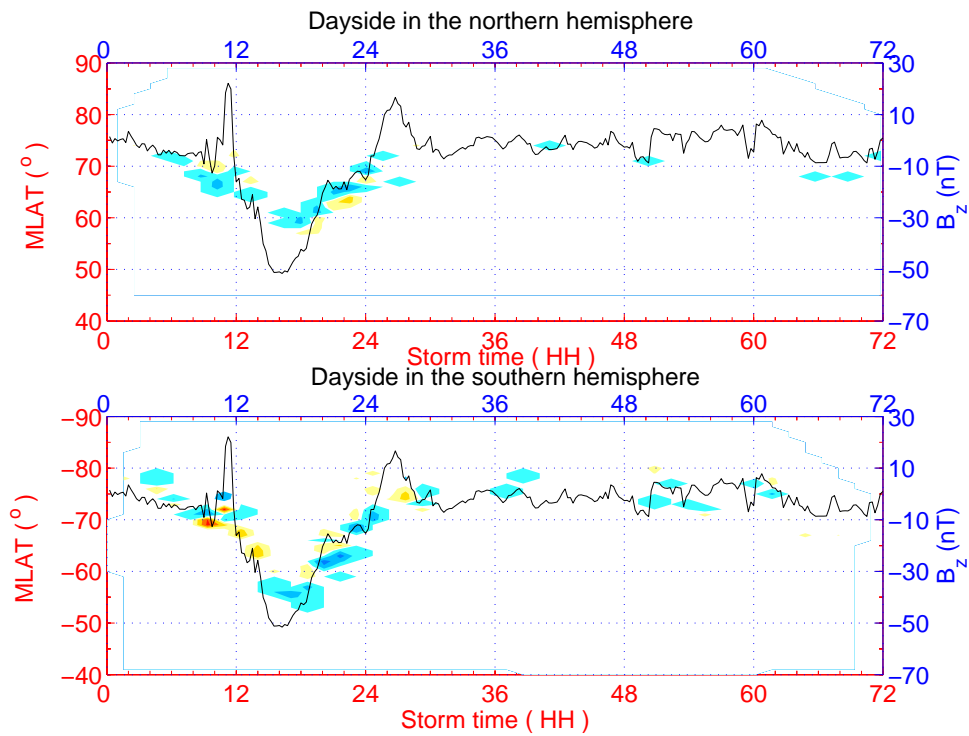 Dayside in the northern hemisphere
0 12 24 36 48 60 72
90 30
80 10
70 −10
60 −30
50 −50
40 −70
MLAT ( o )
B_z (nT)
0 12 24 36 48 60 72
Storm time ( HH )
Dayside in the southern hemisphere
0 12 24 36 48 60 72
−90 30
−80 10
−70 −10
−60 −30
−50 −50
−40 −70
MLAT ( o )
B_z (nT)
0 12 24 36 48 60 72
Storm time ( HH )